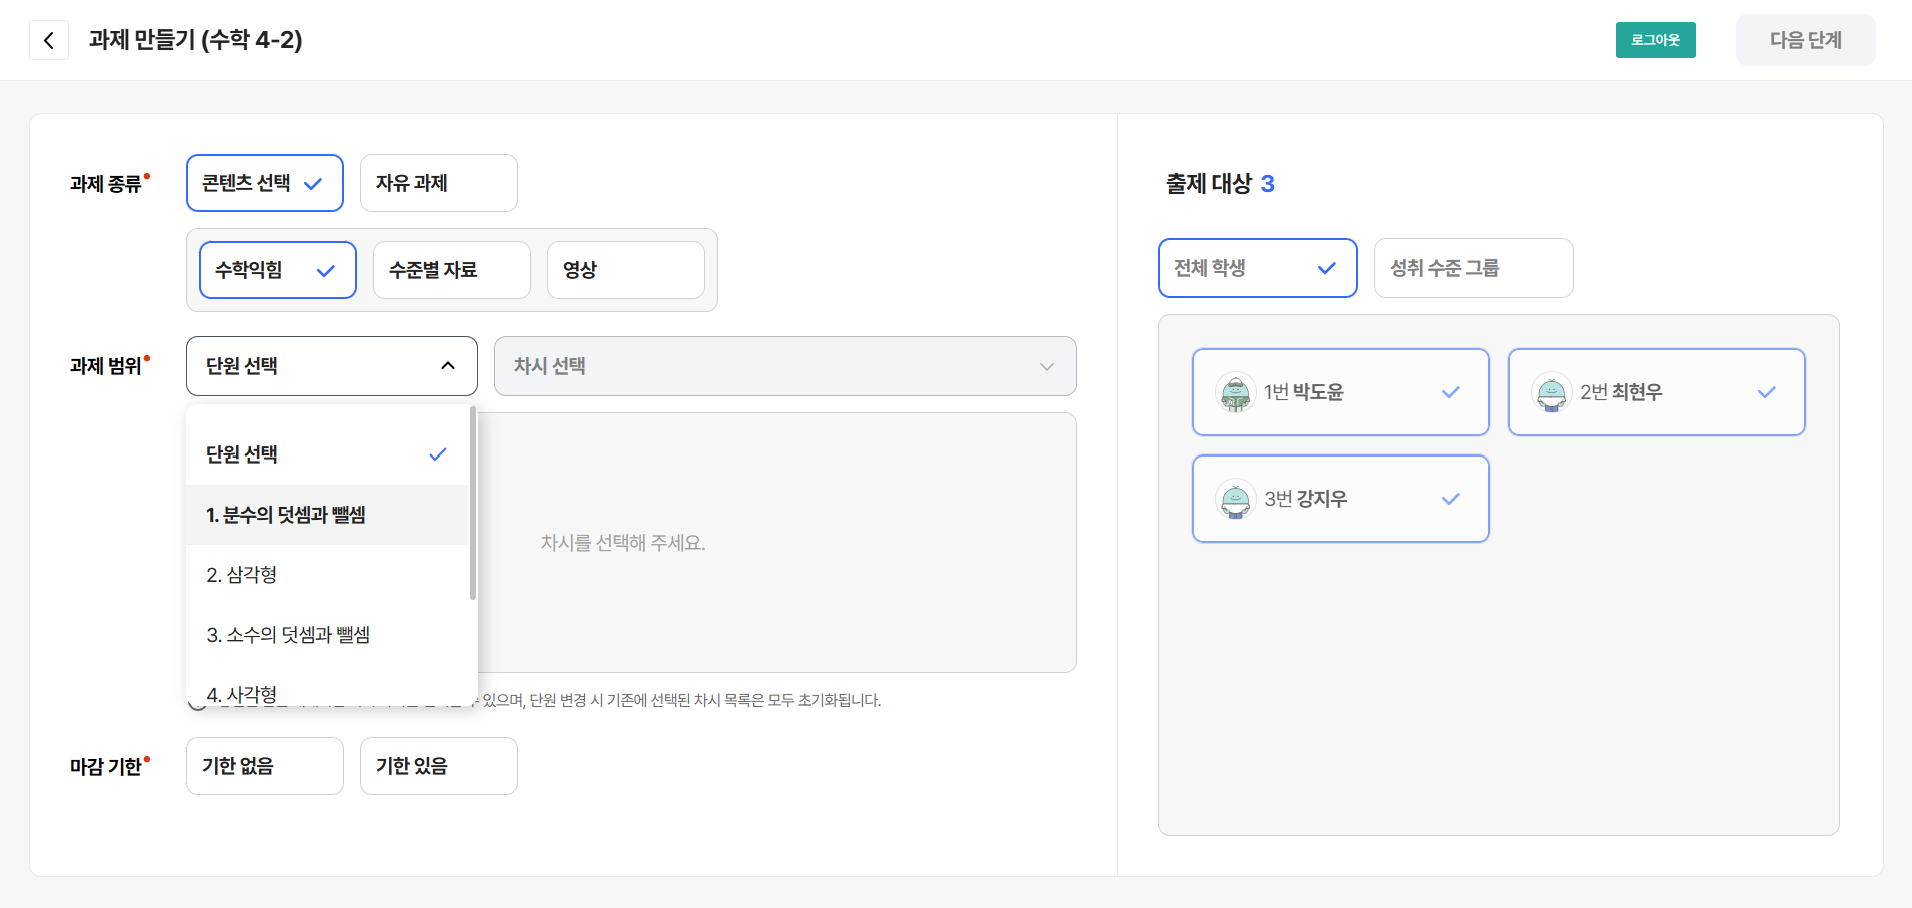 과제 만들기 (수학 4-2)
로그아웃
다음 단계
과제 종류
콘텐츠 선택
자유 과제
수학익힘
수준별 자료
영상
과제 범위
단원 선택
차시 선택
단원 선택
1. 분수의 덧셈과 뺄셈
2. 삼각형
3. 소수의 덧셈과 뺄셈
4. 사각형
차시를 선택해 주세요.
있으며, 단원 변경 시 기존에 선택된 차시 목록은 모두 초기화됩니다.
마감 기한
기한 없음
기한 있음
출제 대상 3
전체 학생
성취 수준 그룹
1번 박도윤
2번 최현우
3번 강지우